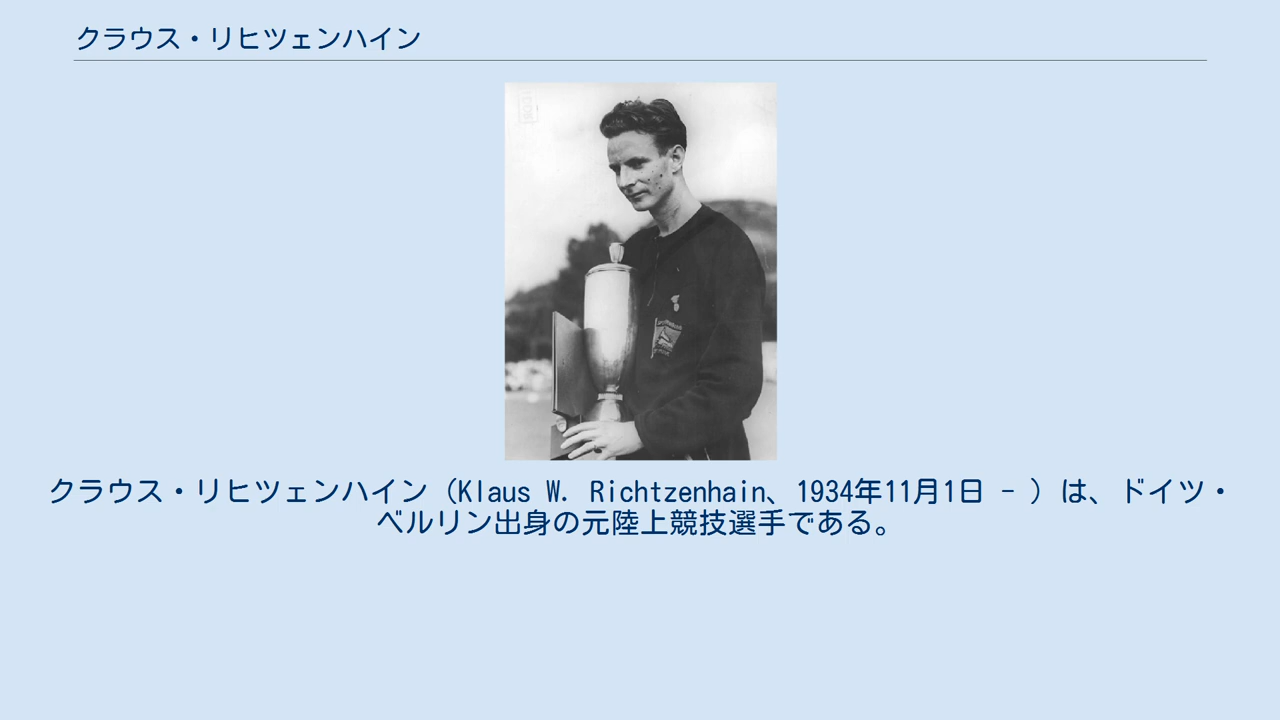 クラウス・リヒツェンハイン
クラウス・リヒツェンハイン（Klaus W. Richtzenhain、1934年11月1日 - ）は、ドイツ・
ベルリン出身の元陸上競技選手である。